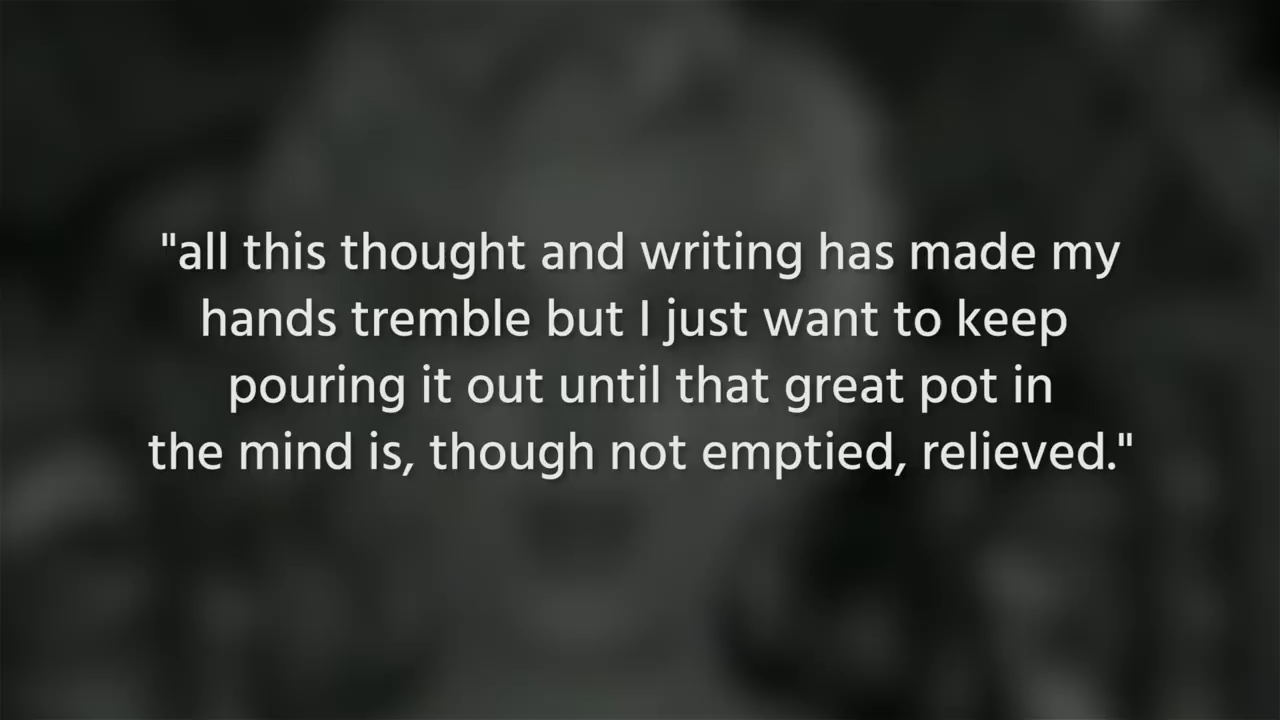 "all this thought and writing has made my
hands tremble but I just want to keep
pouring it out until that great pot in
the mind is, though not emptied, relieved."